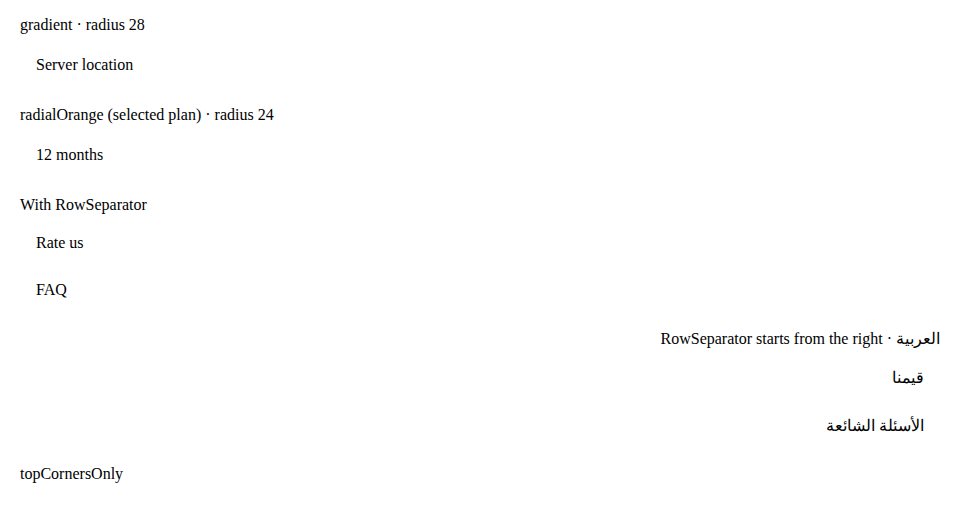 gradient · radius 28
Server location
radialOrange (selected plan) · radius 24
12 months
With RowSeparator
Rate us
FAQ
RowSeparator starts from the right · العربية
قيمنا
الأسئلة الشائعة
topCornersOnly